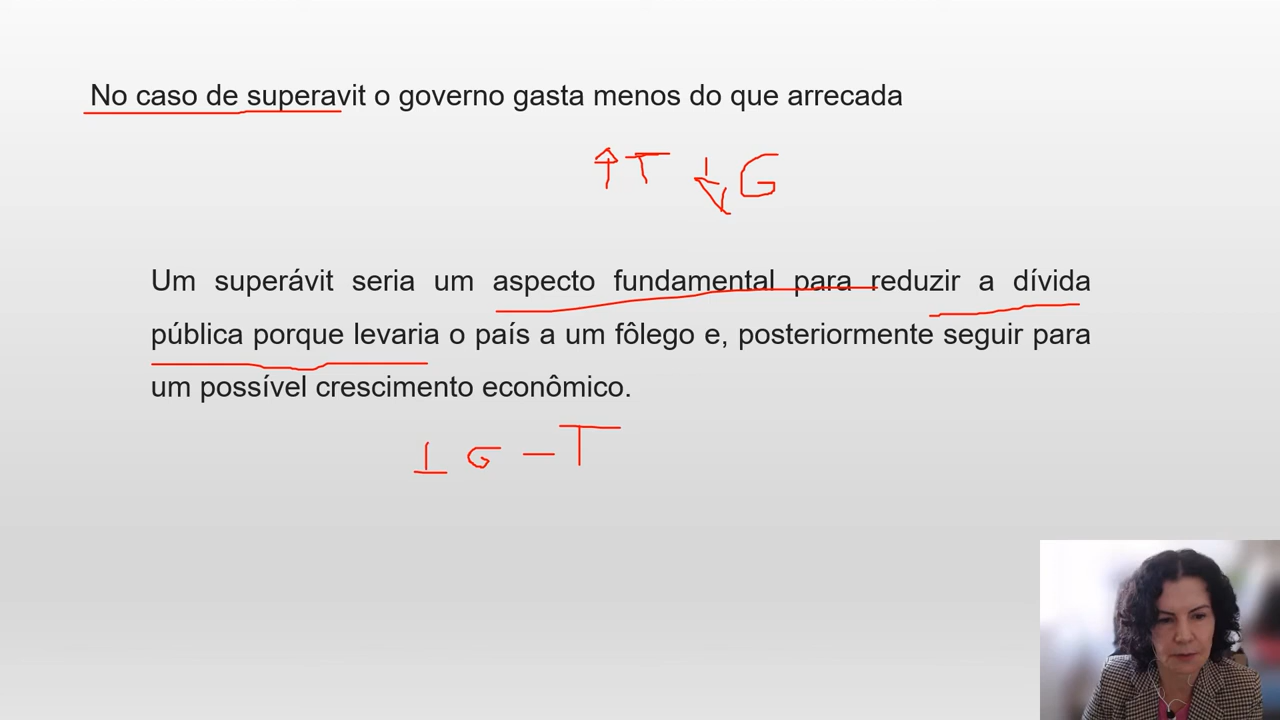 No caso de superavit o governo gasta menos do que arrecada
↑ T ↓ G
Um superávit seria um aspecto fundamental para reduzir a dívida
pública porque levaria o país a um fôlego e, posteriormente seguir para
um possível crescimento econômico.
G - T